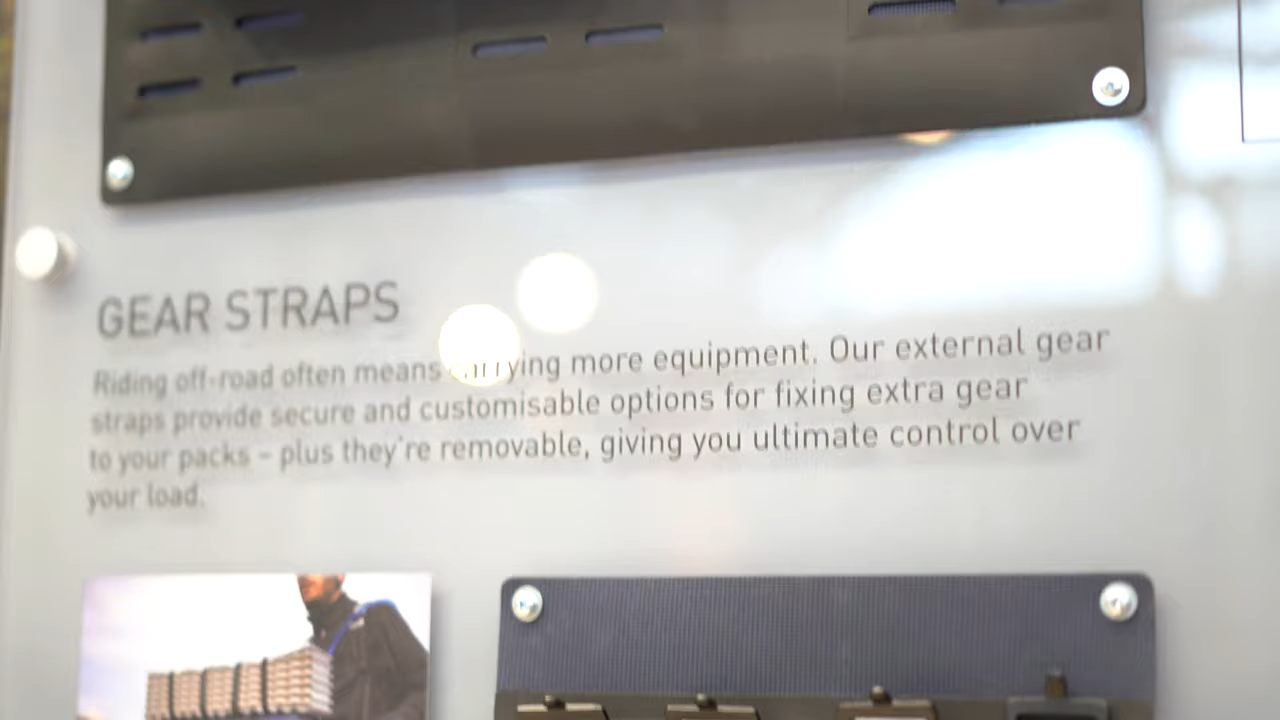 GEAR STRAPS
Riding off-road often means carrying more equipment. Our external gear
straps provide secure and customisable options for fixing extra gear
to your packs – plus they're removable, giving you ultimate control over
your load.